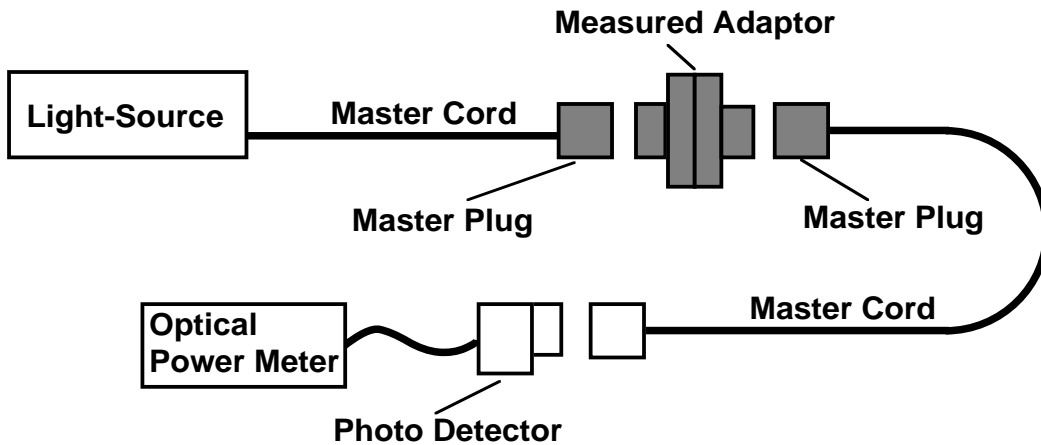 Measured Adaptor
Light-Source
Master Cord
Master Plug
Master Plug
Master Cord
Optical
Power Meter
Photo Detector